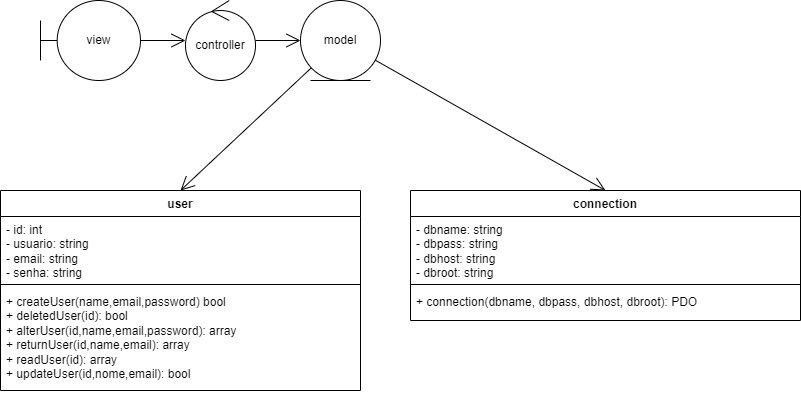 view
controller
model
user
- id: int
- usuario: string
- email: string
- senha: string
+ createUser(name,email,password) bool
+ deletedUser(id): bool
+ alterUser(id,name,email,password): array
+ returnUser(id,name,email): array
+ readUser(id): array
+ updateUser(id,nome,email): bool
connection
- dbname: string
- dbpass: string
- dbhost: string
- dbroot: string
+ connection(dbname, dbpass, dbhost, dbroot): PDO